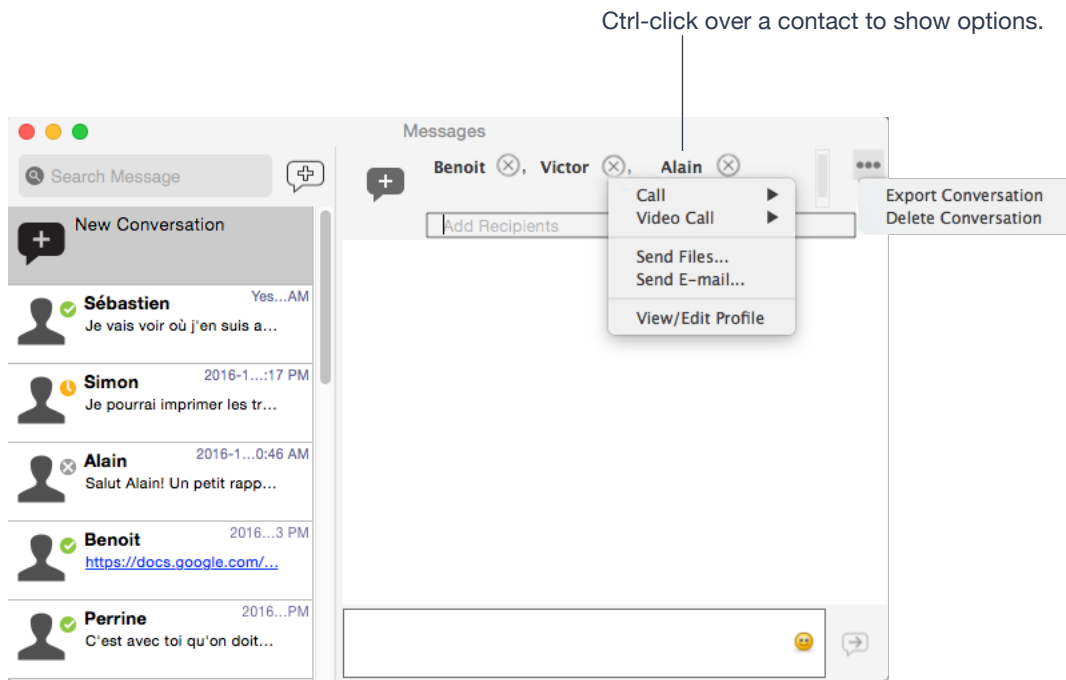 Ctrl-click over a contact to show options.
Messages
Search Message
Benoit , Victor , Alain
Add Recipients
Call
Video Call
Send Files...
Send E-mail...
View/Edit Profile
Export Conversation
Delete Conversation
New Conversation
Sébastien Yes...AM
Je vais voir où j'en suis a...
Simon 2016-1...:17 PM
Je pourrai imprimer les tr...
Alain 2016-1...0:46 AM
Salut Alain! Un petit rapp...
Benoit 2016...3 PM
https://docs.google.com/...
Perrine 2016...PM
C'est avec toi qu'on doit...